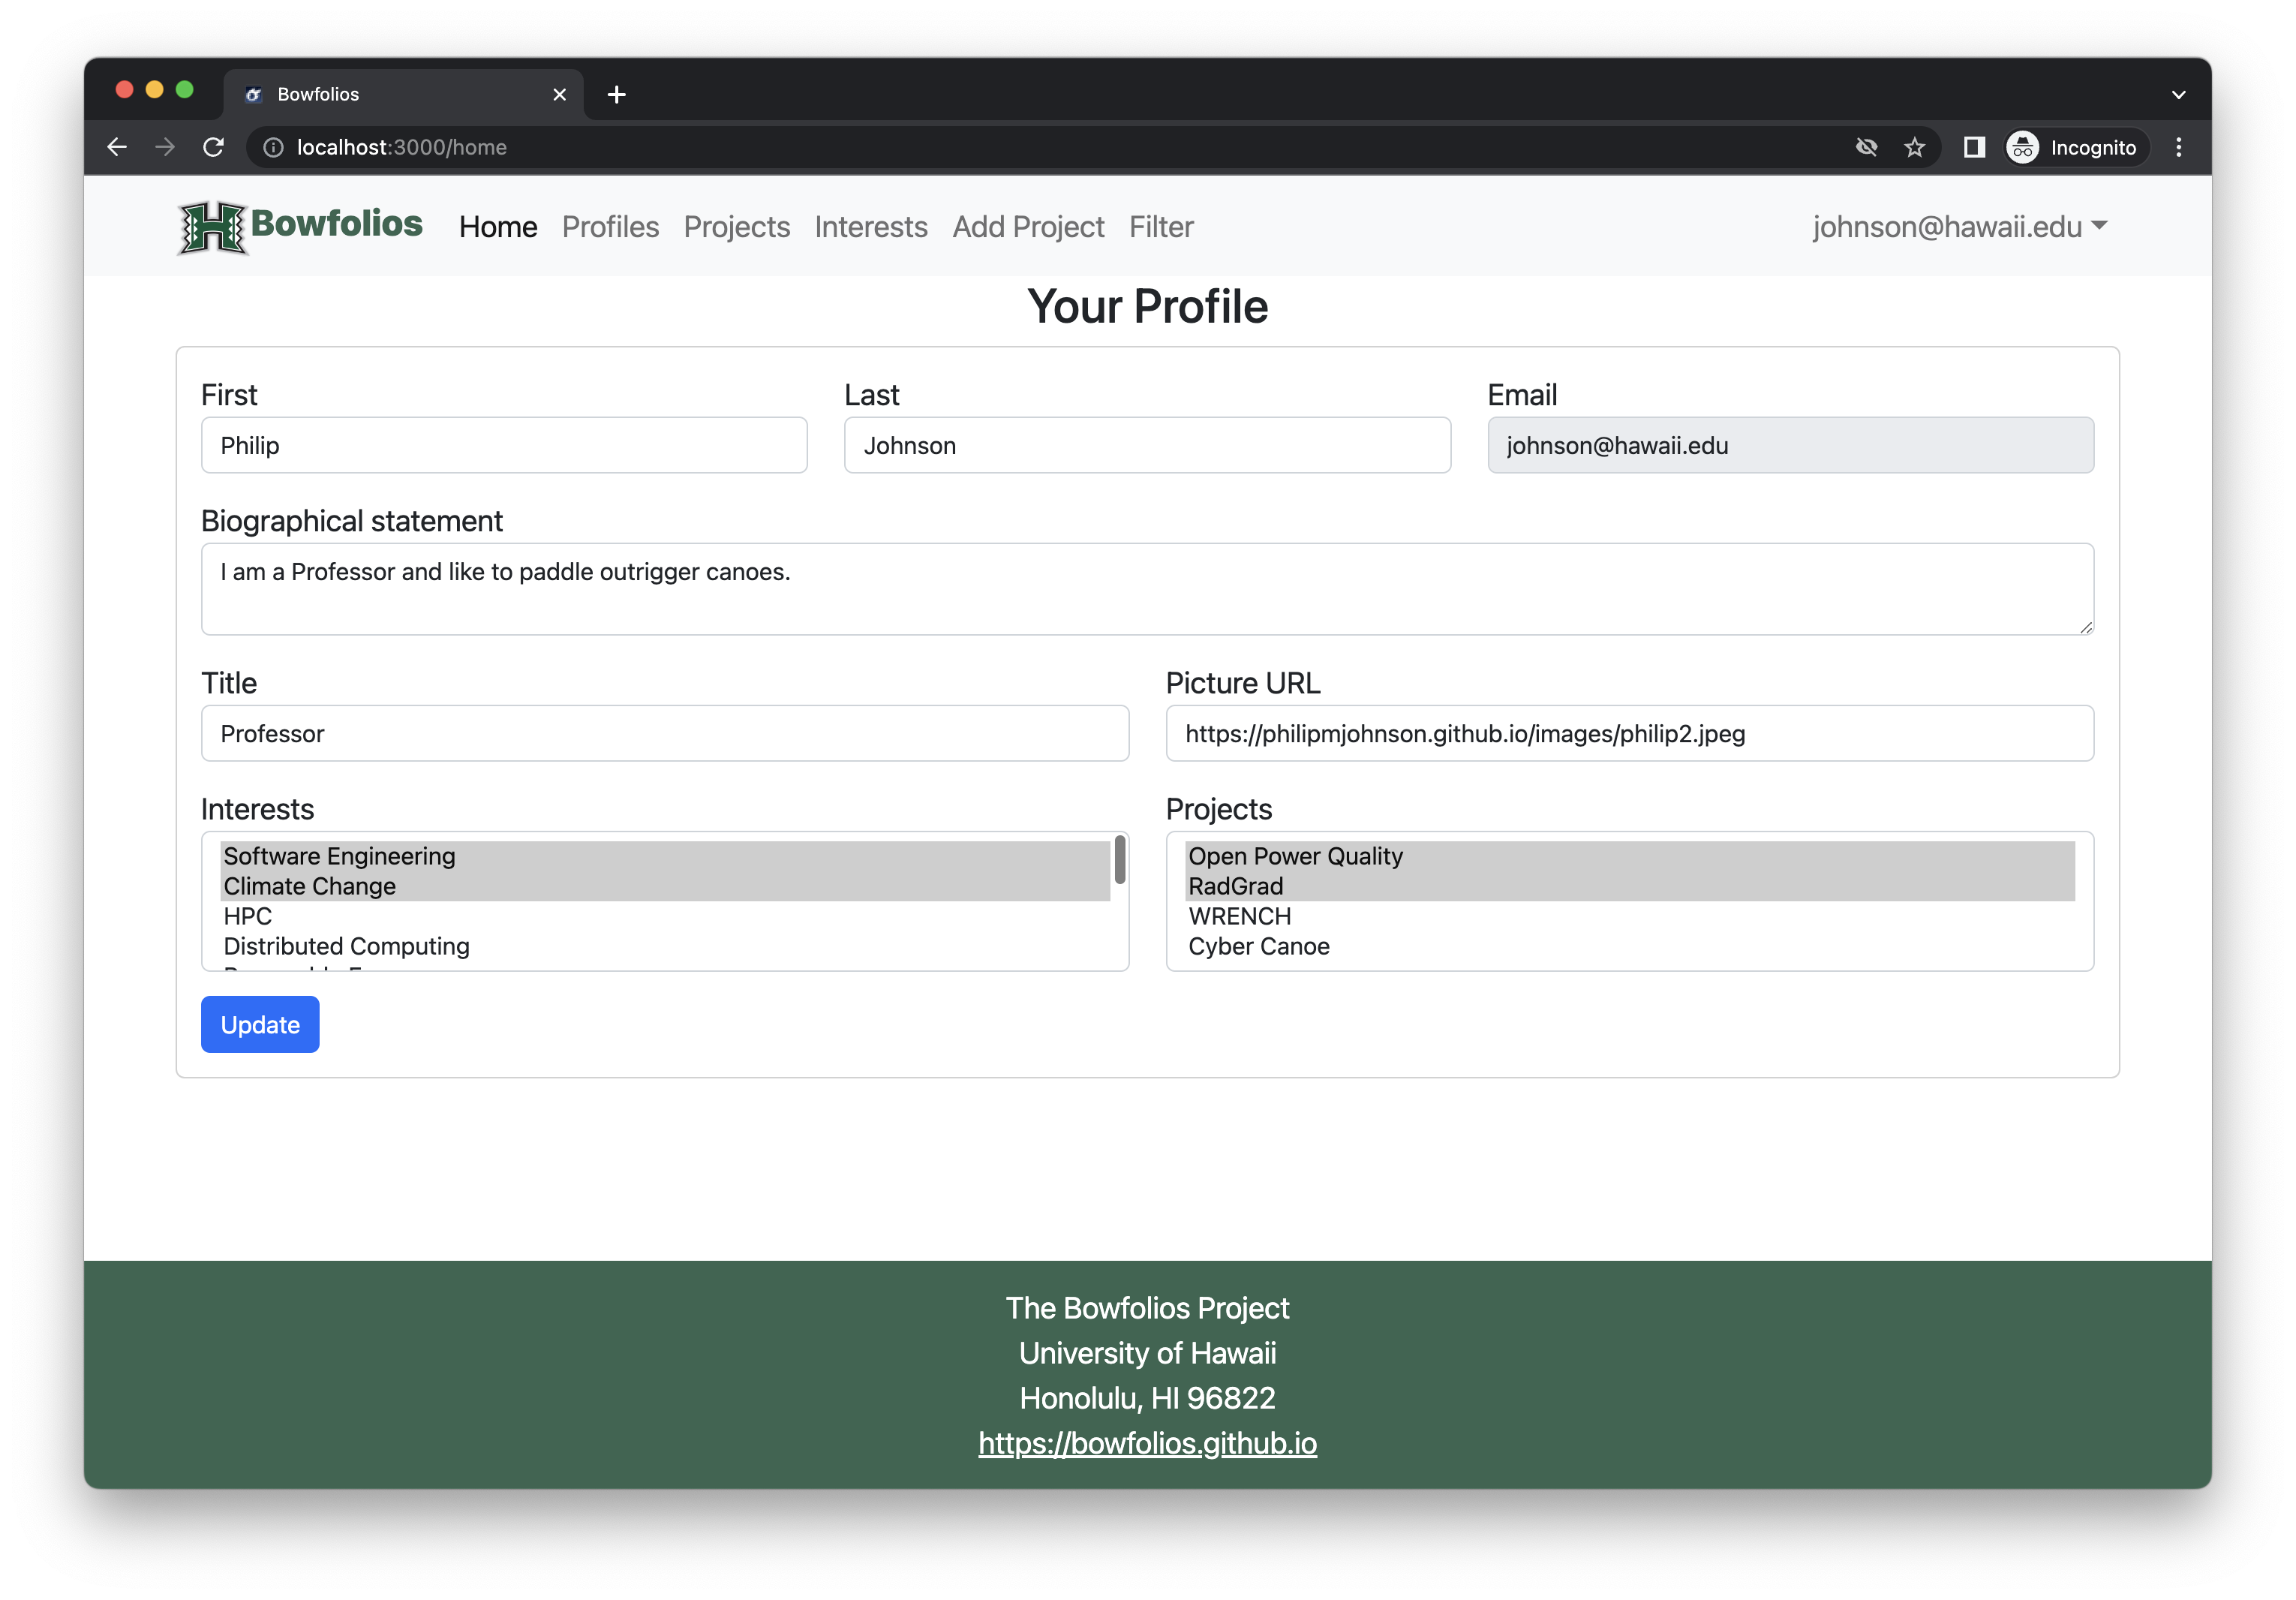 Bowfolios
localhost:3000/home
Incognito
Bowfolios Home Profiles Projects Interests Add Project Filter johnson@hawaii.edu
Your Profile
First Last Email
Philip Johnson johnson@hawaii.edu
Biographical statement
I am a Professor and like to paddle outrigger canoes.
Title Picture URL
Professor https://philipmjohnson.github.io/images/philip2.jpeg
Interests Projects
Software Engineering Open Power Quality
Climate Change RadGrad
HPC WRENCH
Distributed Computing Cyber Canoe
Update
The Bowfolios Project
University of Hawaii
Honolulu, HI 96822
https://bowfolios.github.io